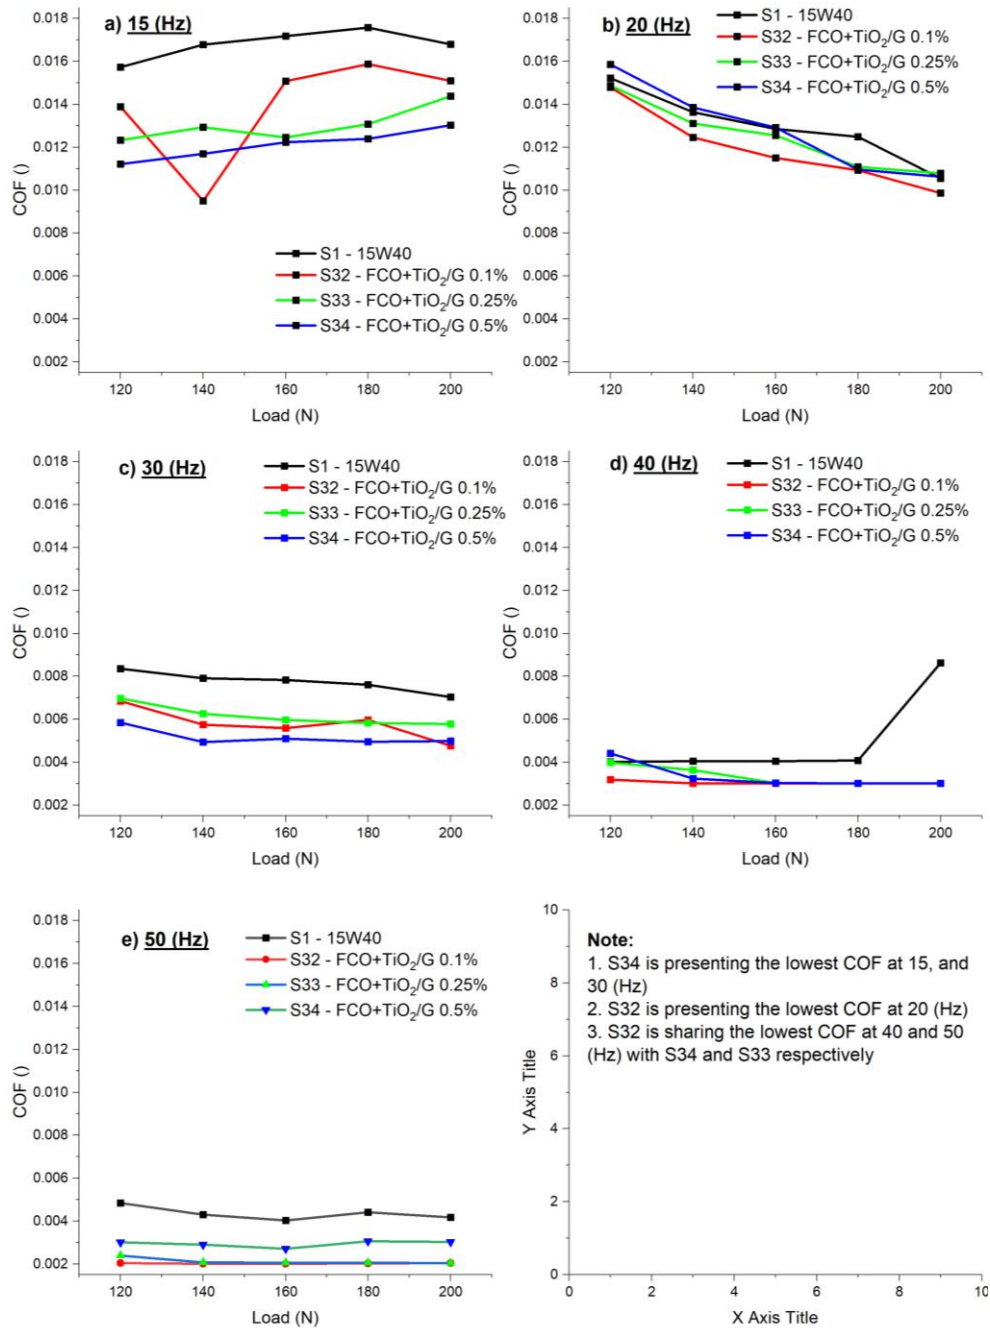 a) 15 (Hz)
0.018
0.016
0.014
0.012
0.010
0.008
0.006
0.004
0.002
COF ()
S1 - 15W40
S32 - FCO+TiO₂/G 0.1%
S33 - FCO+TiO₂/G 0.25%
S34 - FCO+TiO₂/G 0.5%
120 140 160 180 200
Load (N)
b) 20 (Hz)
0.018
0.016
0.014
0.012
0.010
0.008
0.006
0.004
0.002
COF ()
S1 - 15W40
S32 - FCO+TiO₂/G 0.1%
S33 - FCO+TiO₂/G 0.25%
S34 - FCO+TiO₂/G 0.5%
120 140 160 180 200
Load (N)
c) 30 (Hz)
0.018
0.016
0.014
0.012
0.010
0.008
0.006
0.004
0.002
COF ()
S1 - 15W40
S32 - FCO+TiO₂/G 0.1%
S33 - FCO+TiO₂/G 0.25%
S34 - FCO+TiO₂/G 0.5%
120 140 160 180 200
Load (N)
d) 40 (Hz)
0.018
0.016
0.014
0.012
0.010
0.008
0.006
0.004
0.002
COF ()
S1 - 15W40
S32 - FCO+TiO₂/G 0.1%
S33 - FCO+TiO₂/G 0.25%
S34 - FCO+TiO₂/G 0.5%
120 140 160 180 200
Load (N)
e) 50 (Hz)
0.018
0.016
0.014
0.012
0.010
0.008
0.006
0.004
0.002
COF ()
S1 - 15W40
S32 - FCO+TiO₂/G 0.1%
S33 - FCO+TiO₂/G 0.25%
S34 - FCO+TiO₂/G 0.5%
120 140 160 180 200
Load (N)
10
8
6
4
2
0
Y Axis Title
Note:
1. S34 is presenting the lowest COF at 15, and
30 (Hz)
2. S32 is presenting the lowest COF at 20 (Hz)
3. S32 is sharing the lowest COF at 40 and 50
(Hz) with S34 and S33 respectively
0 2 4 6 8 10
X Axis Title